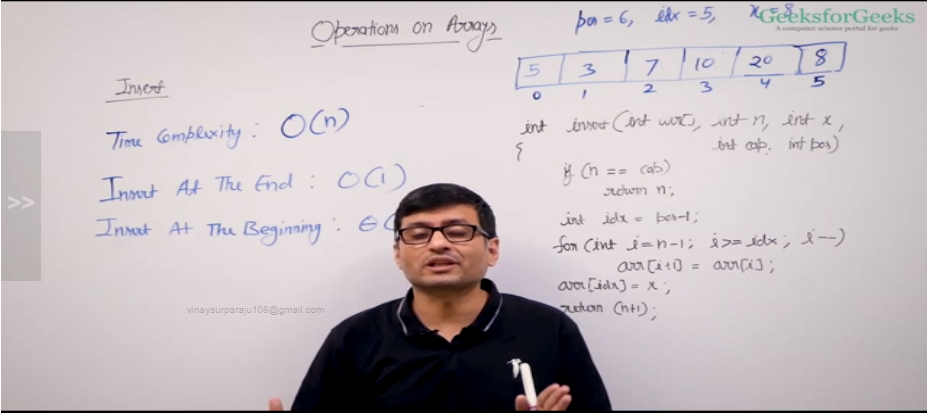 Operations on Arrays
pos = 6, idx = 5, x = 8
GeeksforGeeks
A computer science portal for geeks
5 3 7 10 20 8
0 1 2 3 4 5
Insert
Time Complexity : O(n)
Insert At The End : O(1)
Insert At The Beginning : Θ(
int insert (int arr[], int n, int x,
int cap, int pos)
{
if (n == cap)
return n;
int idx = pos-1;
for (int i=n-1; i>=idx; i--)
arr[i+1] = arr[i];
arr[idx] = x;
return (n+1);
>>
vinaysurparaju108@gmail.com